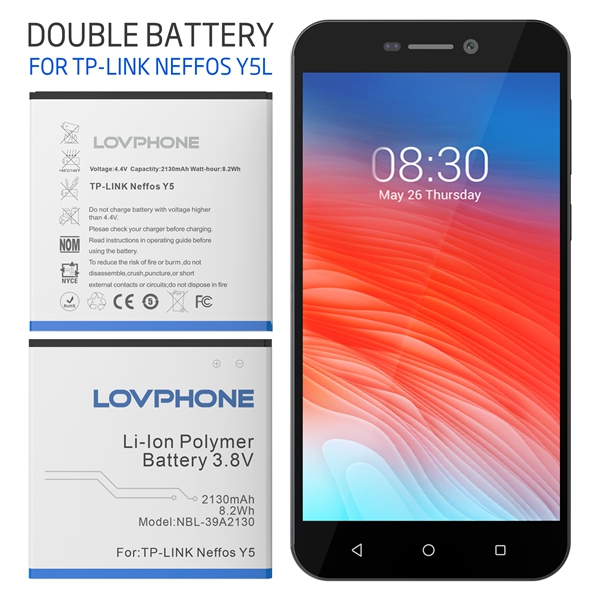 DOUBLE BATTERY
FOR TP-LINK NEFFOS Y5L
LOVPHONE
Voltage:4.4V Capacity:2130mAh Watt-hour:8.2Wh
TP-LINK Neffos Y5
Do not charge battery with voltage higher
than 4.4V.
Please check your charger before charging.
Read instructions in operating guide before
using the battery.
To reduce the risk of fire or burn ,do not
disassemble,crush,puncture,or short
external contacts or circuits;do not dispose in fire
NOM
NYCE
RoHS
CE
5
FC
LOVPHONE
Li-Ion Polymer
Battery 3.8V
2130mAh
8.2Wh
Model:NBL-39A2130
For:TP-LINK Neffos Y5
08:30
May 26 Thursday